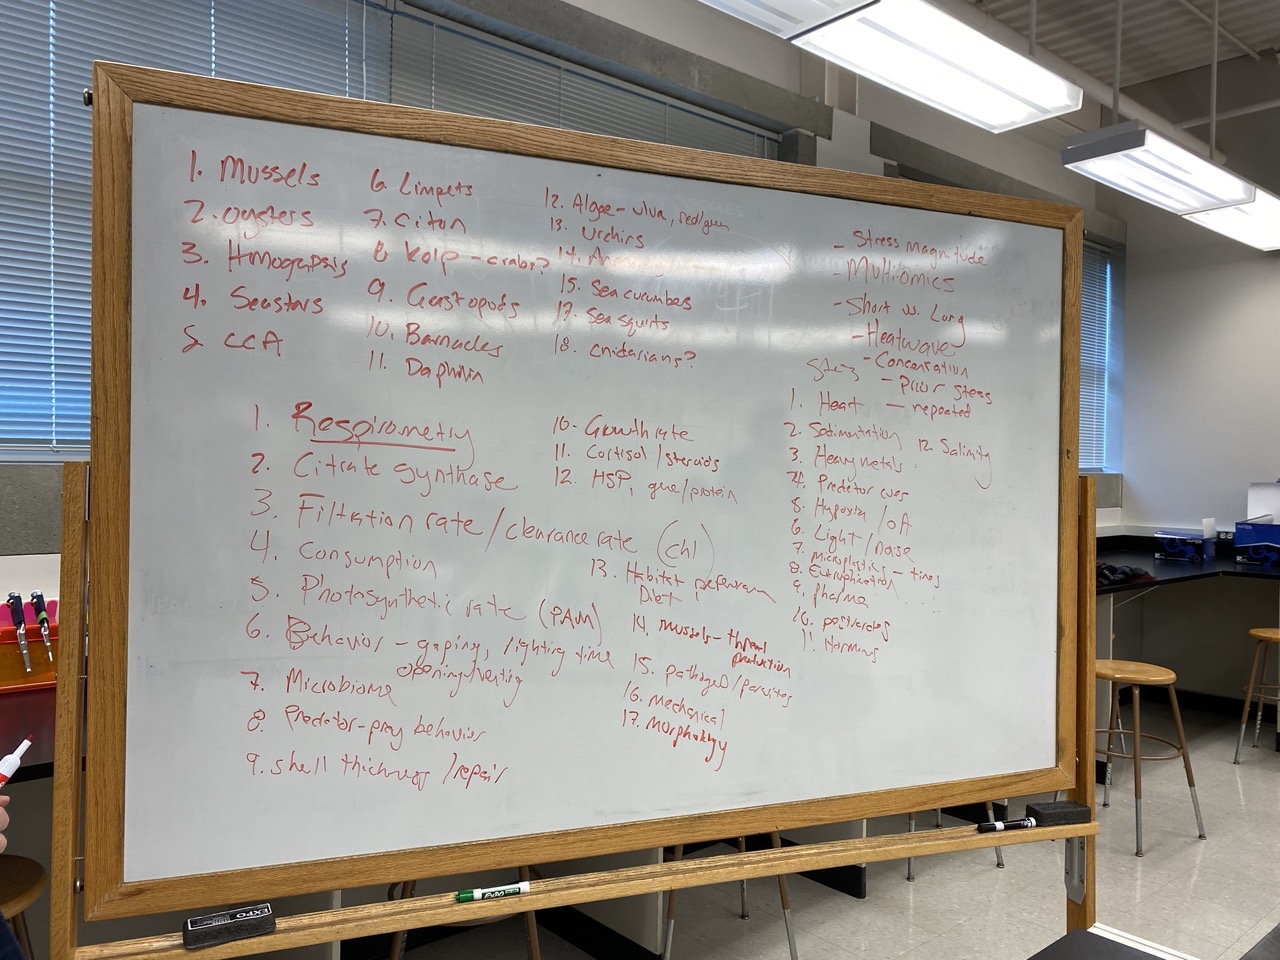 1. Mussels
2. oysters
3. Hmograpsis
4. Seastars
5. CCA
6. Limpets
7. Citon
8 Kelp - crabs?
9. Gastopods
10. Barnacles
11. Daphnia
12. Algae - ulva, red/green
13. Urchins
14.
15. Sea cucumbers
17. Sea squirts
18. cnidarians?
- Stress magnitude
- Multiomics
- Short vs. Long
- Heatwave
- Concentration
- Prior stress
Stress
1. Heat — repeated
2. Sedimentation
3. Heavy metals
4. Predator cues
5. Hypoxia / OA
6. Light / noise
7. Microplastics - tires
8. Eutrophication
9. pharma
10. pesticides
11. Norming
12. Salinity
1. Respirometry
2. Citrate synthase
3. Filtration rate / clearance rate (chl)
4. Consumption
5. Photosynthetic rate (PAM)
6. Behavior - gaping, righting time
opening/venting
7. Microbiome
8. Predator-prey behavior
9. shell thickness / repair
10. Growth rate
11. Cortisol / steroids
12. HSP, gene/protein
13. Habitat preference
Diet
14. mussels - thread
production
15. pathogen / parasites
16. Mechanical
17. Morphology
EXPO
EXPO